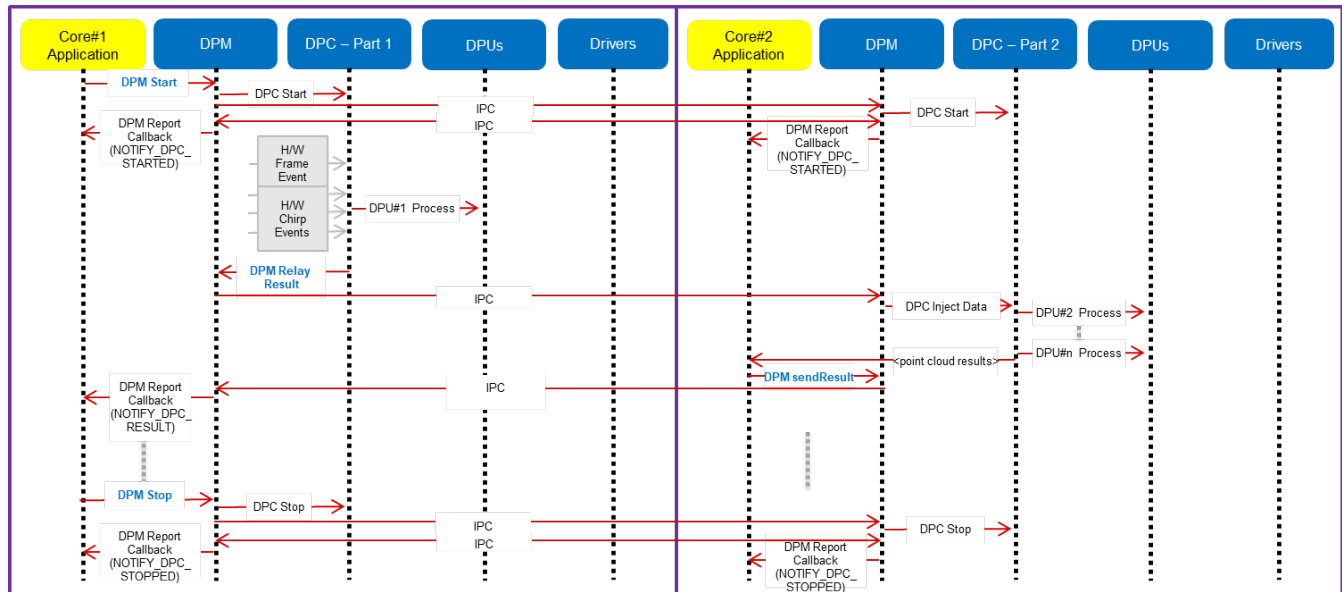 Core#1
Application
DPM
DPC – Part 1
DPUs
Drivers
Core#2
Application
DPM
DPC – Part 2
DPUs
Drivers
DPM Start
DPC Start
IPC
IPC
DPC Start
DPM Report
Callback
(NOTIFY_DPC_
STARTED)
DPM Report
Callback
(NOTIFY_DPC_
STARTED)
H/W
Frame
Event
H/W
Chirp
Events
DPU#1 Process
DPM Relay
Result
IPC
DPC Inject Data
DPU#2 Process
<point cloud results>
DPU#n Process
DPM sendResult
IPC
DPM Report
Callback
(NOTIFY_DPC_
RESULT)
DPM Stop
DPC Stop
IPC
IPC
DPC Stop
DPM Report
Callback
(NOTIFY_DPC_
STOPPED)
DPM Report
Callback
(NOTIFY_DPC_
STOPPED)